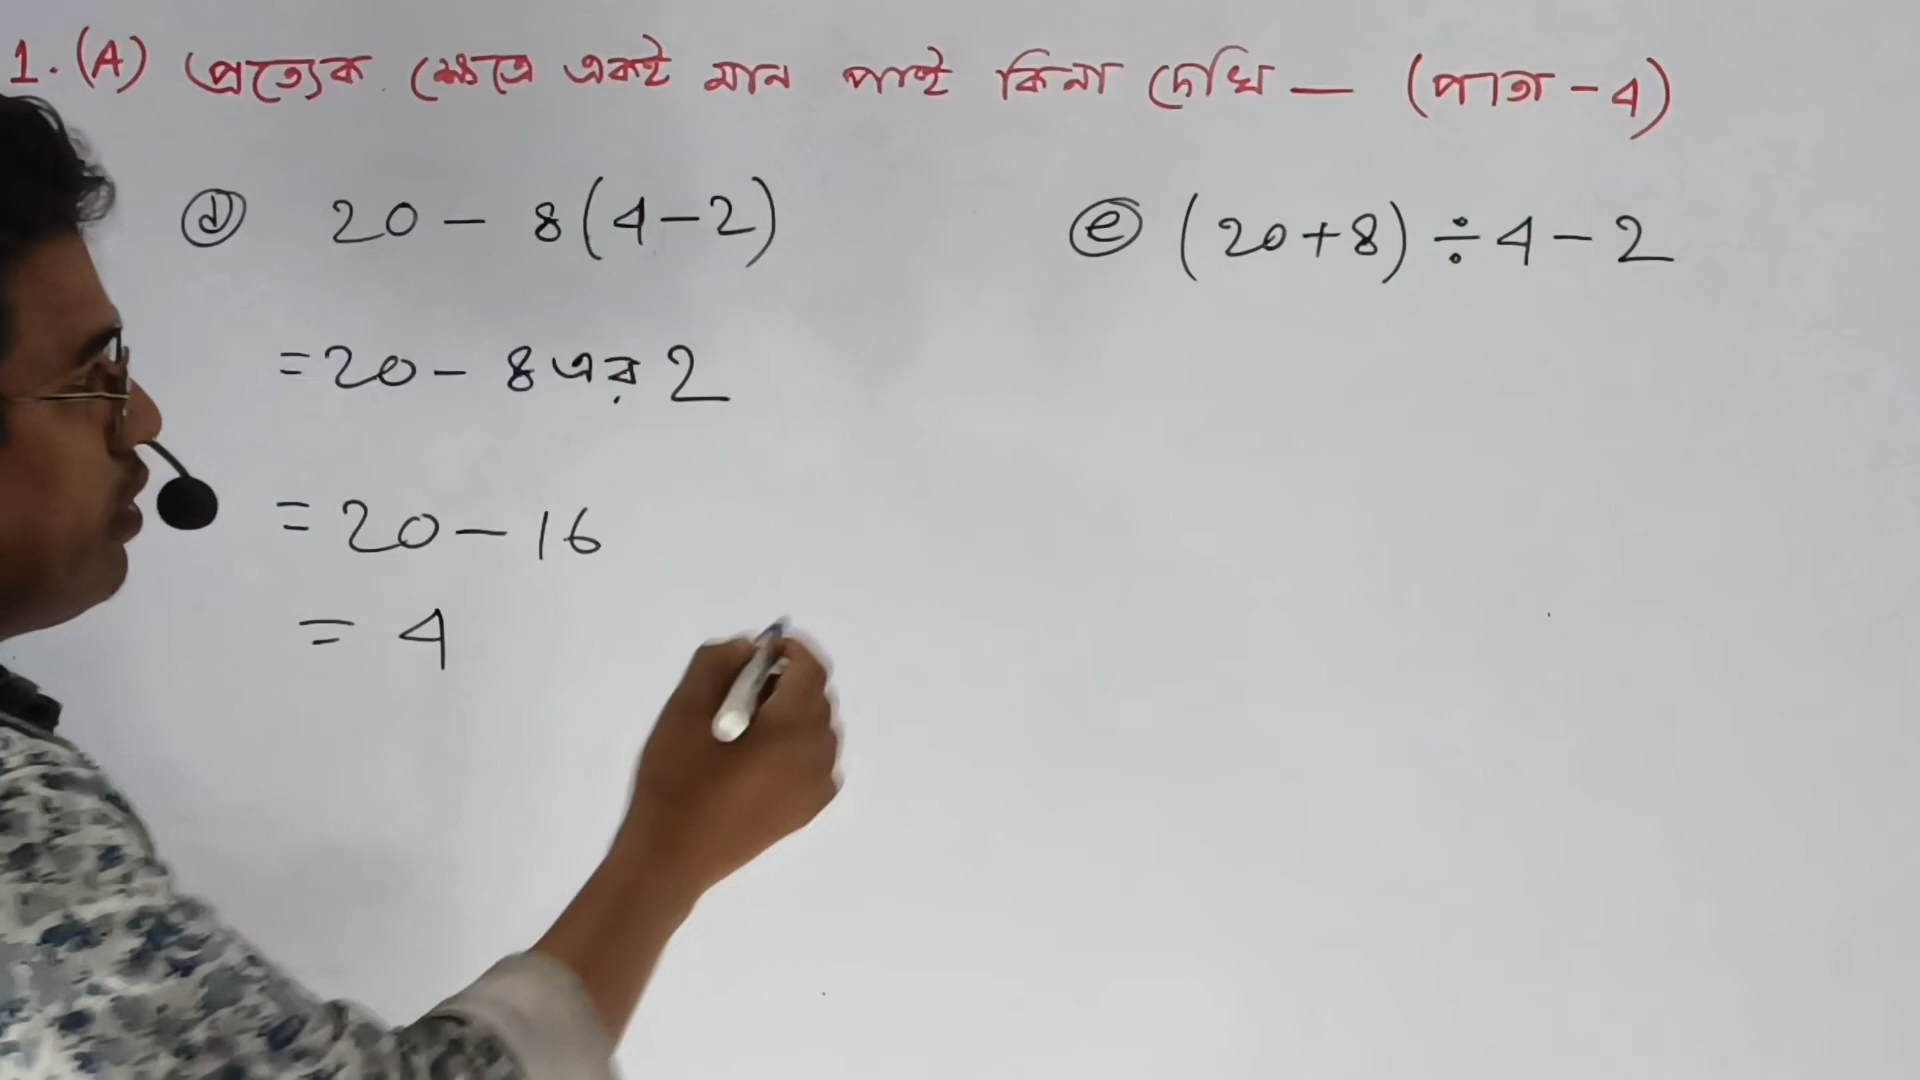 1. (A) প্রত্যেক ক্ষেত্রে একই মান পাই কিনা দেখি — (পাতা - 4)
ⓓ 20 - 8(4-2)
= 20 - 8 এর 2
= 20 - 16
= 4
ⓔ (20+8) ÷ 4 - 2